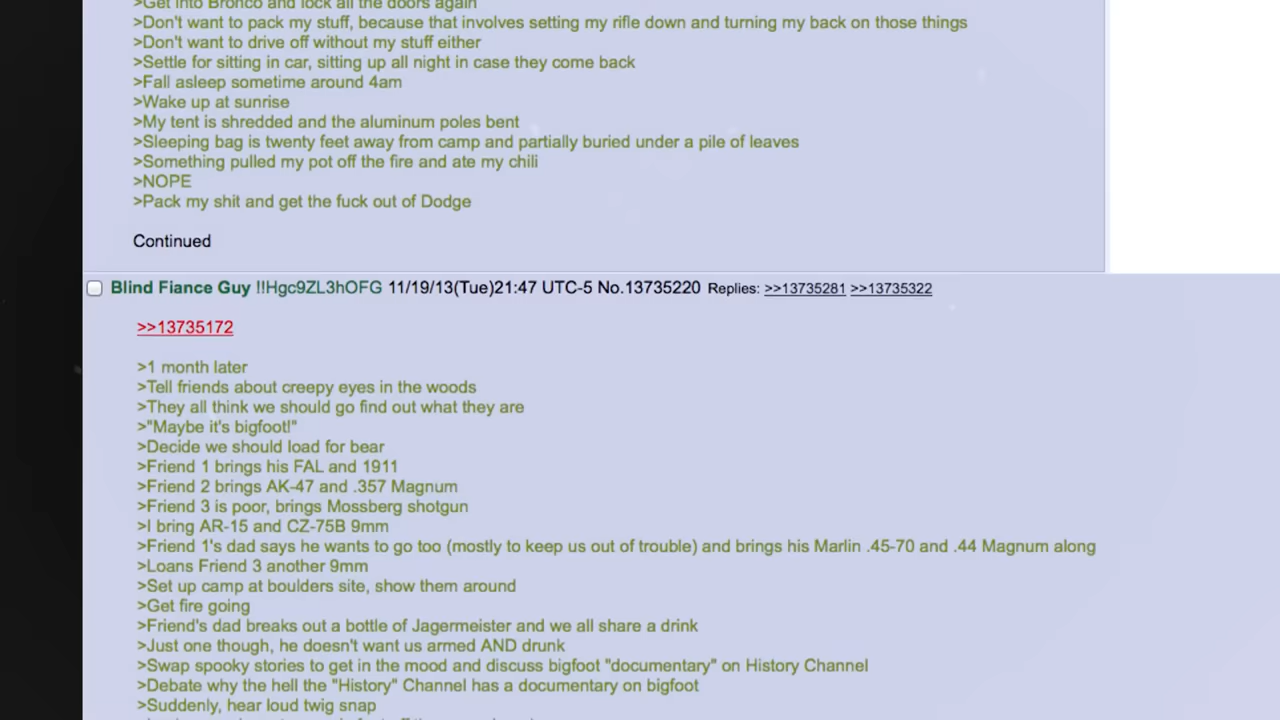 >Get into Bronco and lock all the doors again
>Don't want to pack my stuff, because that involves setting my rifle down and turning my back on those things
>Don't want to drive off without my stuff either
>Settle for sitting in car, sitting up all night in case they come back
>Fall asleep sometime around 4am
>Wake up at sunrise
>My tent is shredded and the aluminum poles bent
>Sleeping bag is twenty feet away from camp and partially buried under a pile of leaves
>Something pulled my pot off the fire and ate my chili
>NOPE
>Pack my shit and get the fuck out of Dodge
Continued
Blind Fiance Guy !!Hgc9ZL3hOFG 11/19/13(Tue)21:47 UTC-5 No.13735220 Replies: >>13735281 >>13735322
>>13735172
>1 month later
>Tell friends about creepy eyes in the woods
>They all think we should go find out what they are
>"Maybe it's bigfoot!"
>Decide we should load for bear
>Friend 1 brings his FAL and 1911
>Friend 2 brings AK-47 and .357 Magnum
>Friend 3 is poor, brings Mossberg shotgun
>I bring AR-15 and CZ-75B 9mm
>Friend 1's dad says he wants to go too (mostly to keep us out of trouble) and brings his Marlin .45-70 and .44 Magnum along
>Loans Friend 3 another 9mm
>Set up camp at boulders site, show them around
>Get fire going
>Friend's dad breaks out a bottle of Jagermeister and we all share a drink
>Just one though, he doesn't want us armed AND drunk
>Swap spooky stories to get in the mood and discuss bigfoot "documentary" on History Channel
>Debate why the hell the "History" Channel has a documentary on bigfoot
>Suddenly, hear loud twig snap